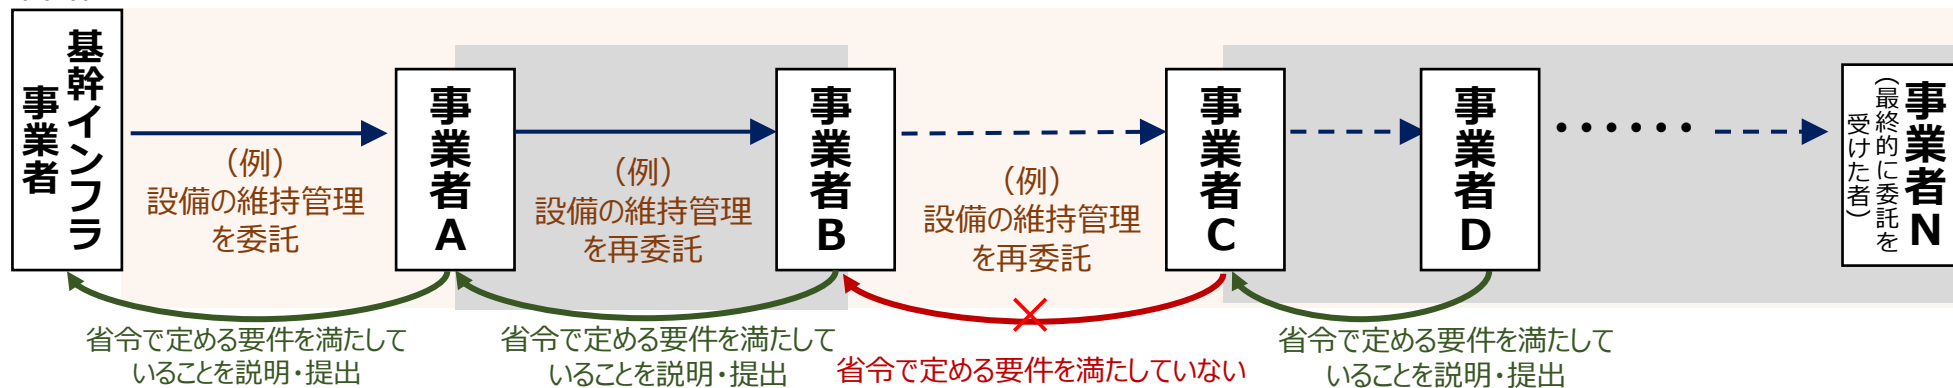 基幹インフラ
事業者
(例)
設備の維持管理
を委託
事業者A
(例)
設備の維持管理
を再委託
事業者B
(例)
設備の維持管理
を再委託
事業者C
事業者D
・・・・・・
事業者N
(最終的に委託を
受けた者)
省令で定める要件を満たして
いることを説明・提出
省令で定める要件を満たして
いることを説明・提出
省令で定める要件を満たしていない
省令で定める要件を満たして
いることを説明・提出